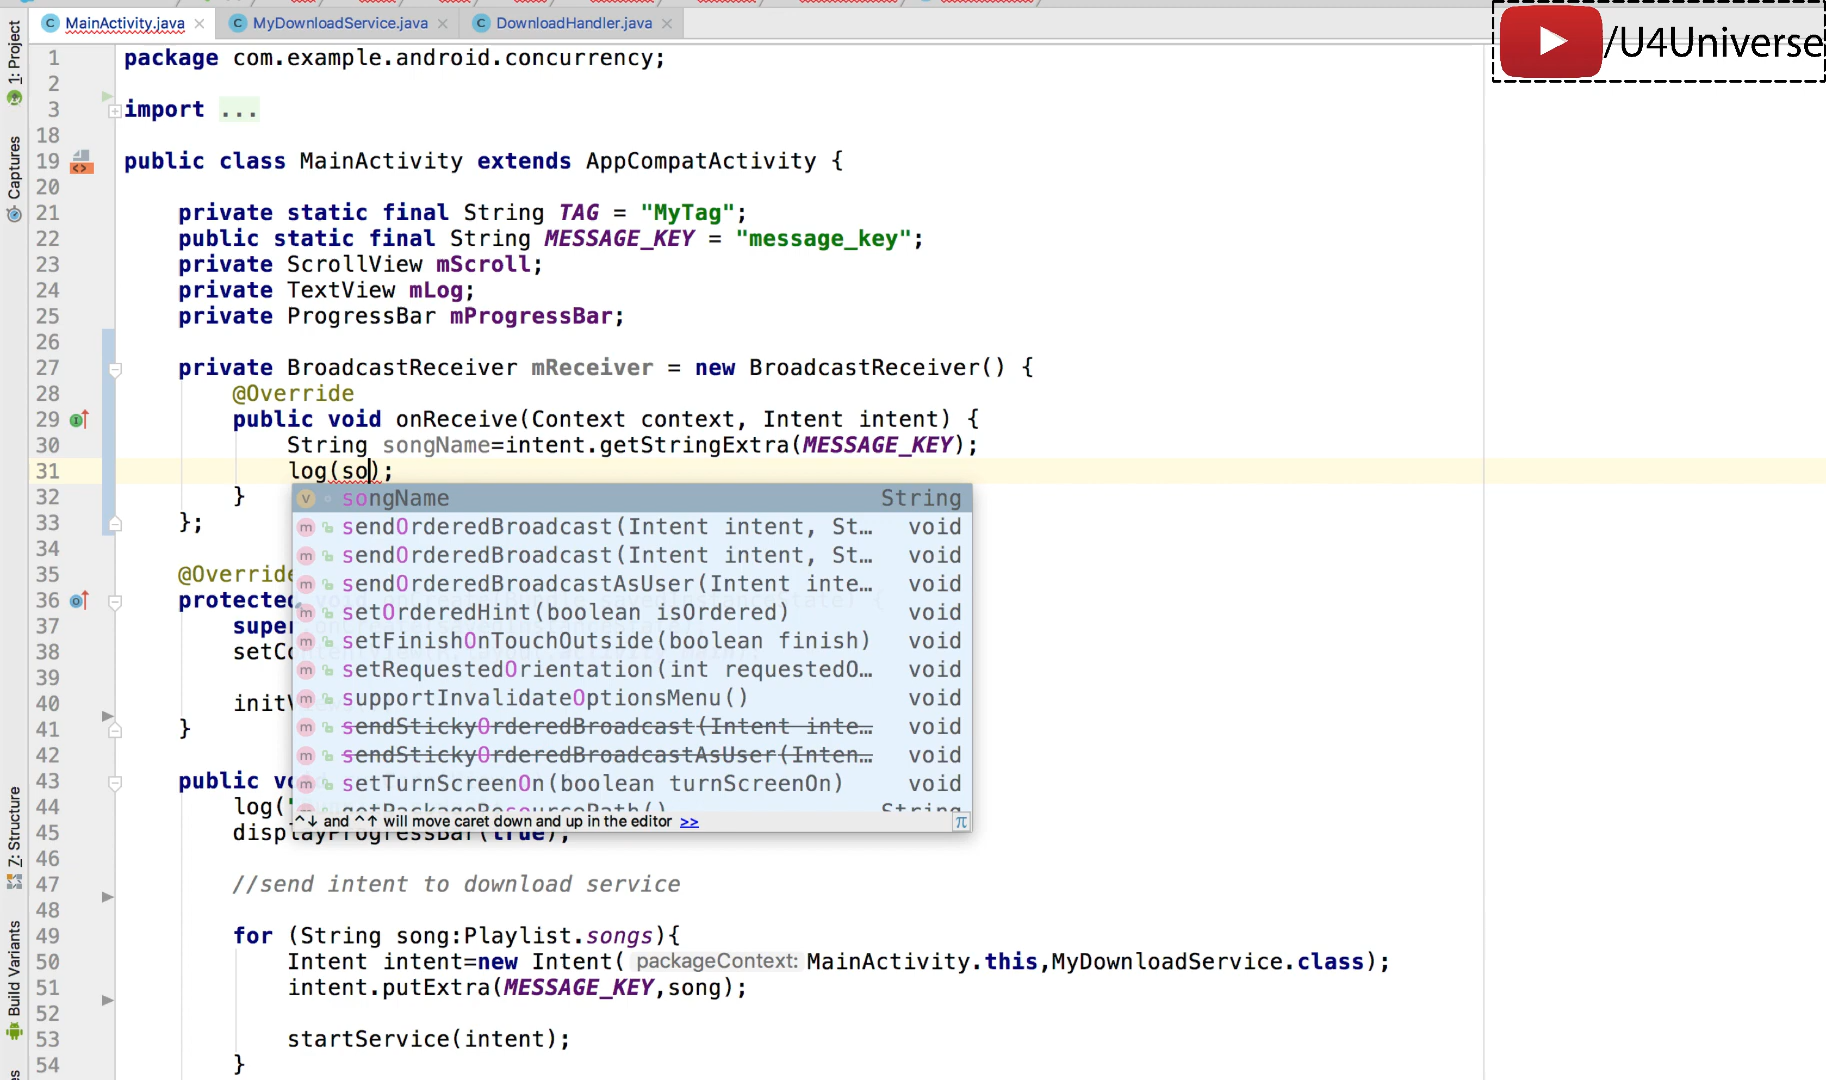 MainActivity.java
MyDownloadService.java
DownloadHandler.java
/U4Universe
1: Project
Captures
Z: Structure
Build Variants
1 package com.example.android.concurrency;
2
3 import ...
18
19 public class MainActivity extends AppCompatActivity {
20
21 private static final String TAG = "MyTag";
22 public static final String MESSAGE_KEY = "message_key";
23 private ScrollView mScroll;
24 private TextView mLog;
25 private ProgressBar mProgressBar;
26
27 private BroadcastReceiver mReceiver = new BroadcastReceiver() {
28 @Override
29 public void onReceive(Context context, Intent intent) {
30 String songName=intent.getStringExtra(MESSAGE_KEY);
31 log(so);
32 }
33 };
34
35 @Override
36 protected
37 super
38 setCo
39
40 initV
41 }
42
43 public vo
44 log("
45 displayProgressBar(true);
46
47 //send intent to download service
48
49 for (String song:Playlist.songs){
50 Intent intent=new Intent( packageContext: MainActivity.this,MyDownloadService.class);
51 intent.putExtra(MESSAGE_KEY,song);
52
53 startService(intent);
54 }
songName String
sendOrderedBroadcast(Intent intent, St… void
sendOrderedBroadcast(Intent intent, St… void
sendOrderedBroadcastAsUser(Intent inte… void
setOrderedHint(boolean isOrdered) void
setFinishOnTouchOutside(boolean finish) void
setRequestedOrientation(int requestedO… void
supportInvalidateOptionsMenu() void
sendStickyOrderedBroadcast(Intent inte… void
sendStickyOrderedBroadcastAsUser(Inten… void
setTurnScreenOn(boolean turnScreenOn) void
getPackageResourcePath() String
^↓ and ^↑ will move caret down and up in the editor >>
π